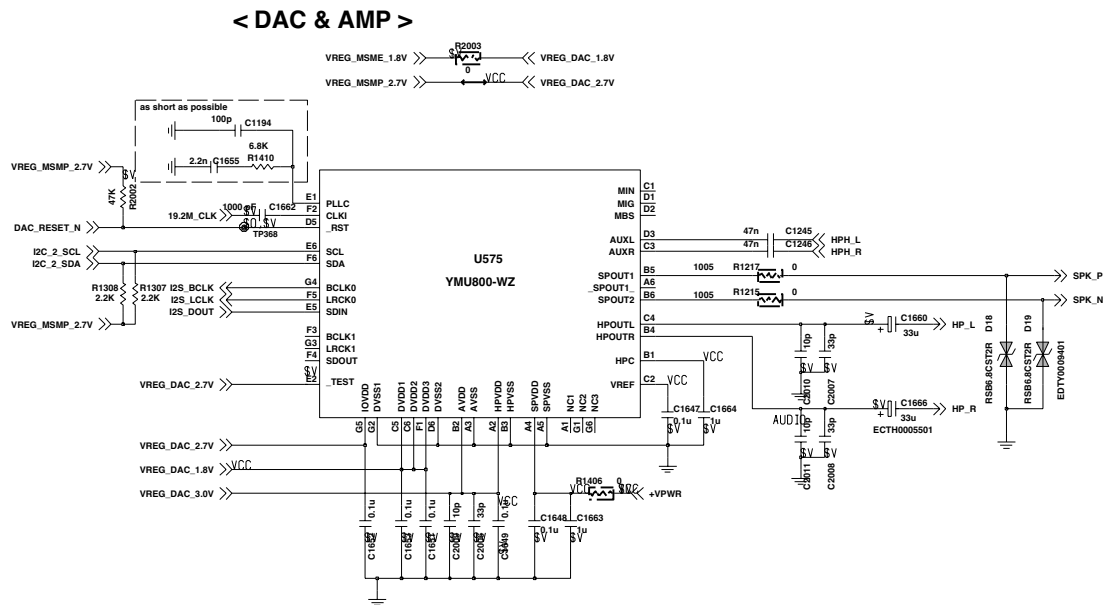 < DAC & AMP >
R2003
VREG_MSME_1.8V
$V
0
VREG_DAC_1.8V
VREG_MSMP_2.7V
VCC
VREG_DAC_2.7V
as short as possible
100p
C1194
6.8K
2.2n
C1655
R1410
VREG_MSMP_2.7V
$V
47K
R2002
1000 pF
C1662
19.2M_CLK
$V
DAC_RESET_N
TP368
I2C_2_SCL
I2C_2_SDA
R1308
2.2K
R1307
2.2K
I2S_BCLK
I2S_LCLK
I2S_DOUT
VREG_MSMP_2.7V
$V
VREG_DAC_2.7V
E1 PLLC
F2 CLKI
D5 _RST
E6 SCL
F6 SDA
G4 BCLK0
F5 LRCK0
E5 SDIN
F3 BCLK1
G3 LRCK1
F4 SDOUT
E2 _TEST
U575
YMU800-WZ
MIN C1
MIG D1
MBS D2
AUXL D3
AUXR C3
SPOUT1 B5
_SPOUT1_ A6
SPOUT2 B6
HPOUTL C4
HPOUTR B4
HPC B1
VREF C2
IOVDD DVSS1 DVDD1 DVDD2 DVDD3 DVSS2 AVDD AVSS HPVDD HPVSS SPVDD SPVSS NC1 NC2 NC3
G5 G2 C5 C6 F1 D6 B2 A3 A2 B3 A4 A5 A1 G1 G6
47n C1245 HPH_L
47n C1246 HPH_R
1005 R1217 0 SPK_P
1005 R1215 0 SPK_N
$V C1660 HP_L
+ 33u
10p 33p
$V $V
C2010 C2007
RSB6.8CST2R D18
RSB6.8CST2R D19
EDTY0009401
VCC
VCC
C1647 C1664
0.1u 1u
$V $V
$V C1666 HP_R
+ 33u
ECTH0005501
AUDIO
10p 33p
$V $V
C2011 C2008
VREG_DAC_2.7V
VREG_DAC_1.8V
VCC
VREG_DAC_3.0V
R1406 0
VCC
+VPWR
VCC
0.1u 0.1u 0.1u 10p 33p
$V $V $V $V $V $V
C1648 C1663
0.1u 1u
$V $V